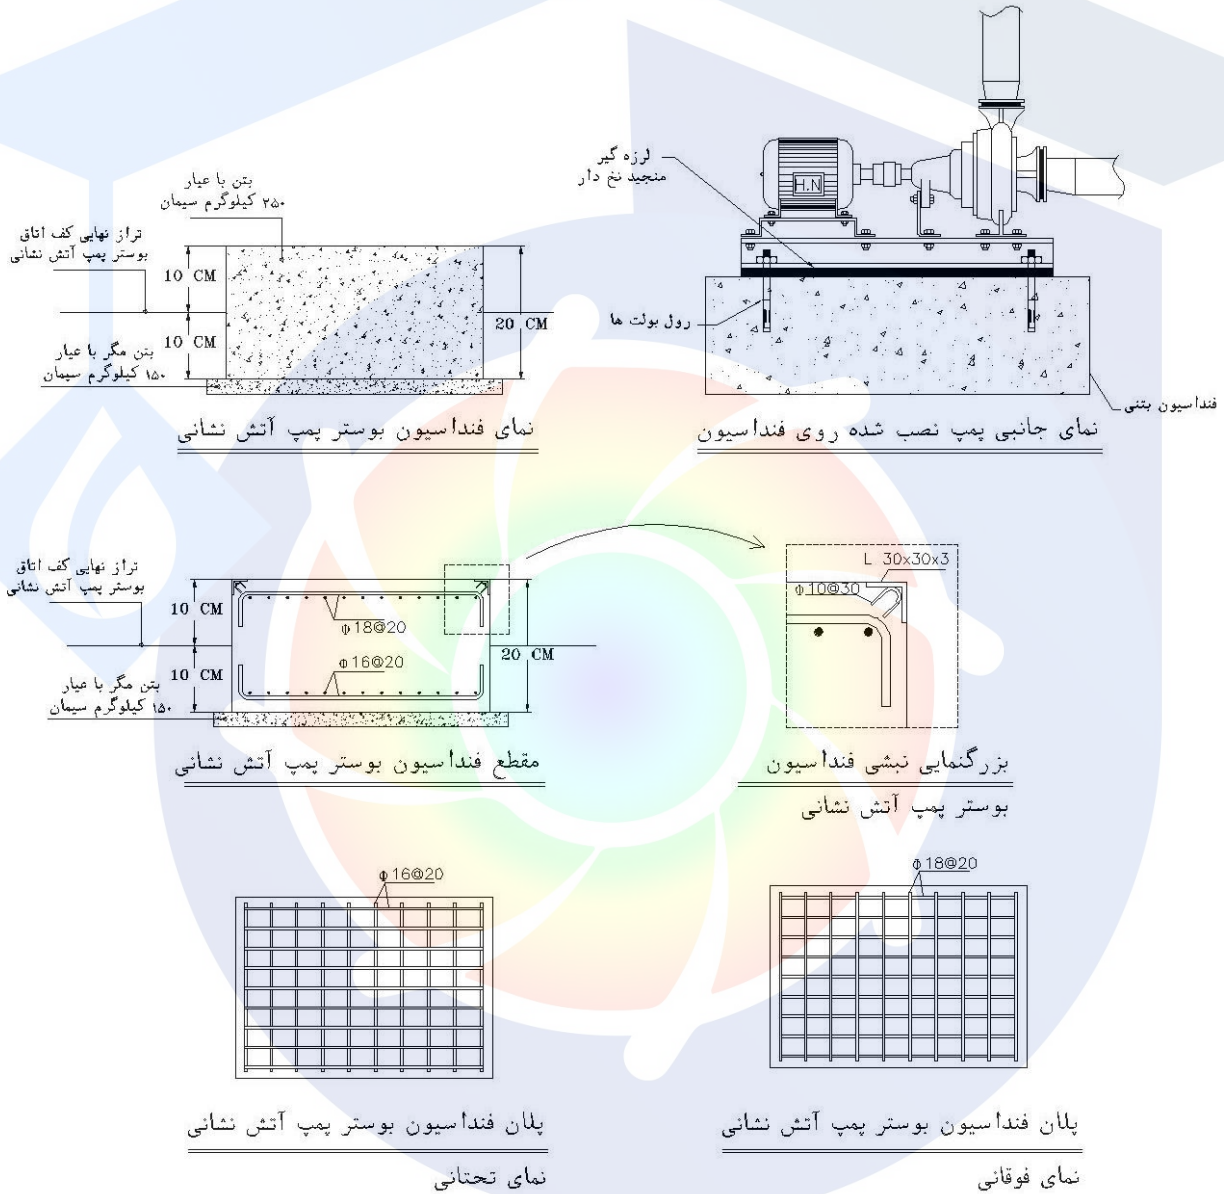 لرزه گیر
منجید نخ دار
H.N
رول بولت ها
فنداسیون بتنی
نمای جانبی پمپ نصب شده روی فنداسیون
بتن با عیار
۲۵۰ کیلوگرم سیمان
تراز نهایی کف اتاق
بوستر پمپ آتش نشانی
10 CM
10 CM
20 CM
بتن مگر با عیار
۱۵۰ کیلوگرم سیمان
نمای فنداسیون بوستر پمپ آتش نشانی
تراز نهایی کف اتاق
بوستر پمپ آتش نشانی
10 CM
10 CM
20 CM
Φ18@20
Φ16@20
بتن مگر با عیار
۱۵۰ کیلوگرم سیمان
مقطع فنداسیون بوستر پمپ آتش نشانی
L 30x30x3
Φ10@30
بزرگنمایی نبشی فنداسیون
بوستر پمپ آتش نشانی
Φ16@20
پلان فنداسیون بوستر پمپ آتش نشانی
نمای تحتانی
Φ18@20
پلان فنداسیون بوستر پمپ آتش نشانی
نمای فوقانی